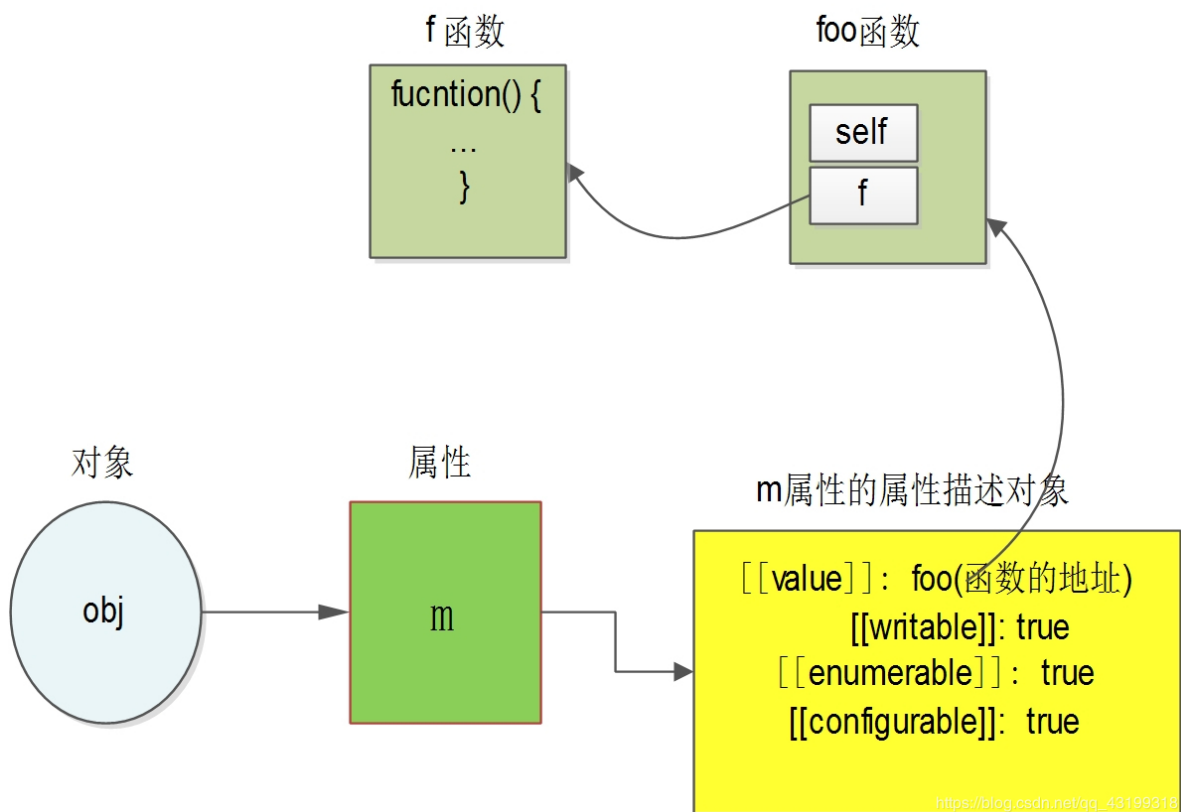 f 函数
foo函数
fucntion() {
...
}
self
f
对象
属性
m属性的属性描述对象
obj
m
[[value]]: foo(函数的地址)
[[writable]]: true
[[enumerable]]: true
[[configurable]]: true
https://blog.csdn.net/qq_43199318